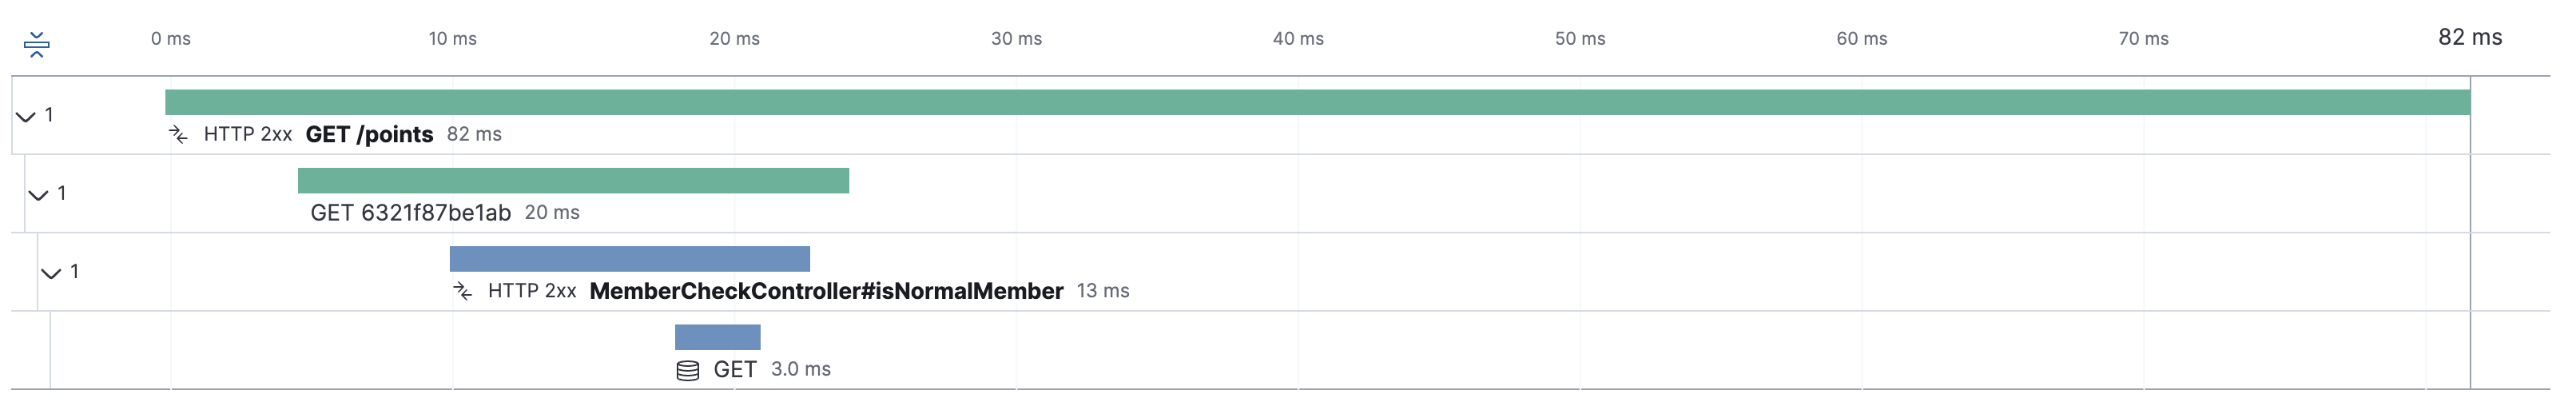 0 ms 10 ms 20 ms 30 ms 40 ms 50 ms 60 ms 70 ms 82 ms
1
HTTP 2xx GET /points 82 ms
1
GET 6321f87be1ab 20 ms
1
HTTP 2xx MemberCheckController#isNormalMember 13 ms
GET 3.0 ms